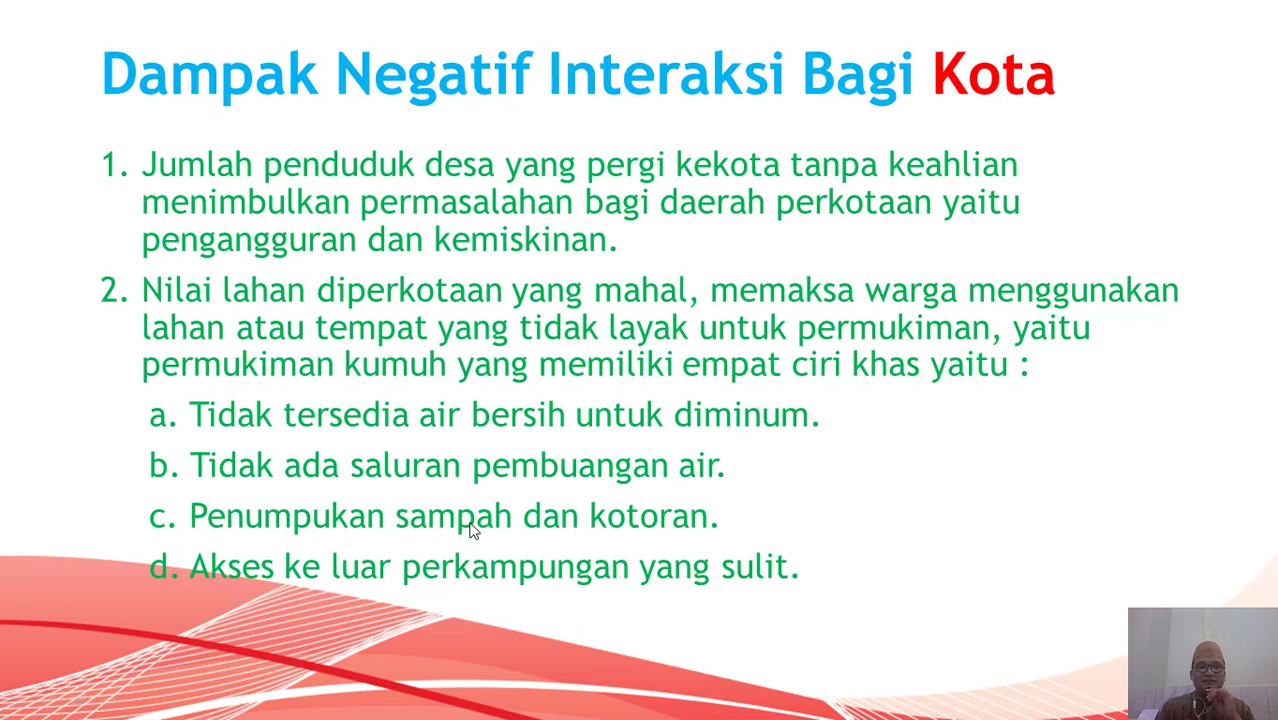 Dampak Negatif Interaksi Bagi Kota
1. Jumlah penduduk desa yang pergi kekota tanpa keahlian
menimbulkan permasalahan bagi daerah perkotaan yaitu
pengangguran dan kemiskinan.
2. Nilai lahan diperkotaan yang mahal, memaksa warga menggunakan
lahan atau tempat yang tidak layak untuk permukiman, yaitu
permukiman kumuh yang memiliki empat ciri khas yaitu :
a. Tidak tersedia air bersih untuk diminum.
b. Tidak ada saluran pembuangan air.
c. Penumpukan sampah dan kotoran.
d. Akses ke luar perkampungan yang sulit.